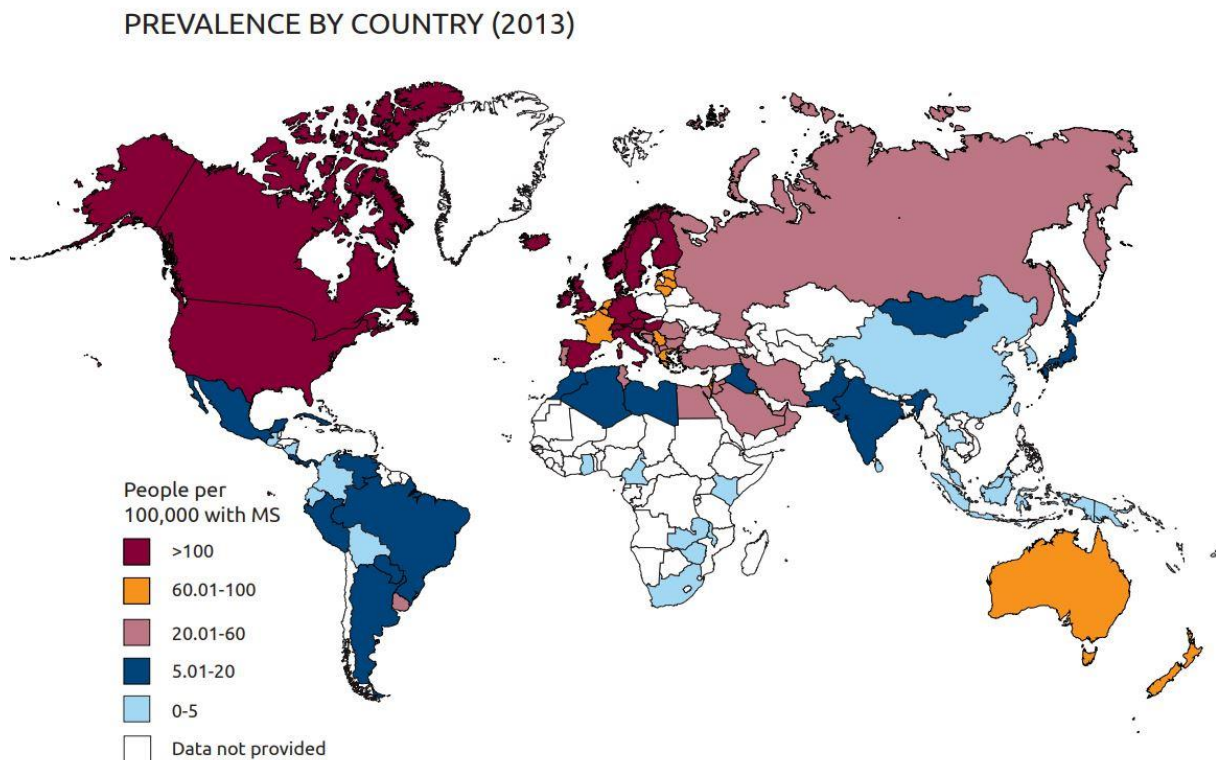 PREVALENCE BY COUNTRY (2013)
People per
100,000 with MS
>100
60.01-100
20.01-60
5.01-20
0-5
Data not provided